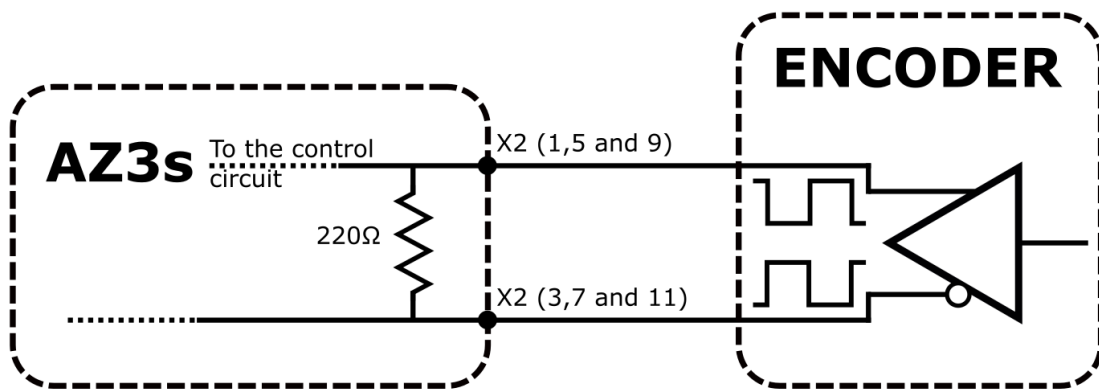 ENCODER
AZ3s
To the control
circuit
X2 (1,5 and 9)
220Ω
X2 (3,7 and 11)